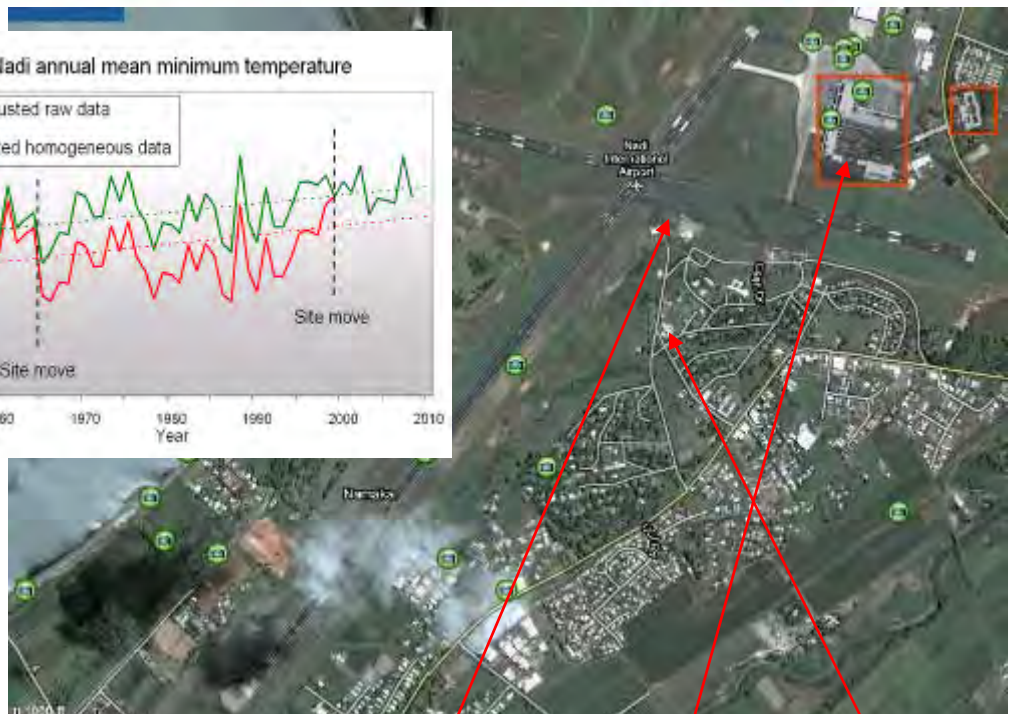 Nadi annual mean minimum temperature
usted raw data
ed homogeneous data
Site move
Site move
60 1970 1980 1990 2000 2010
Year
Nadi
International
Airport
Namaka